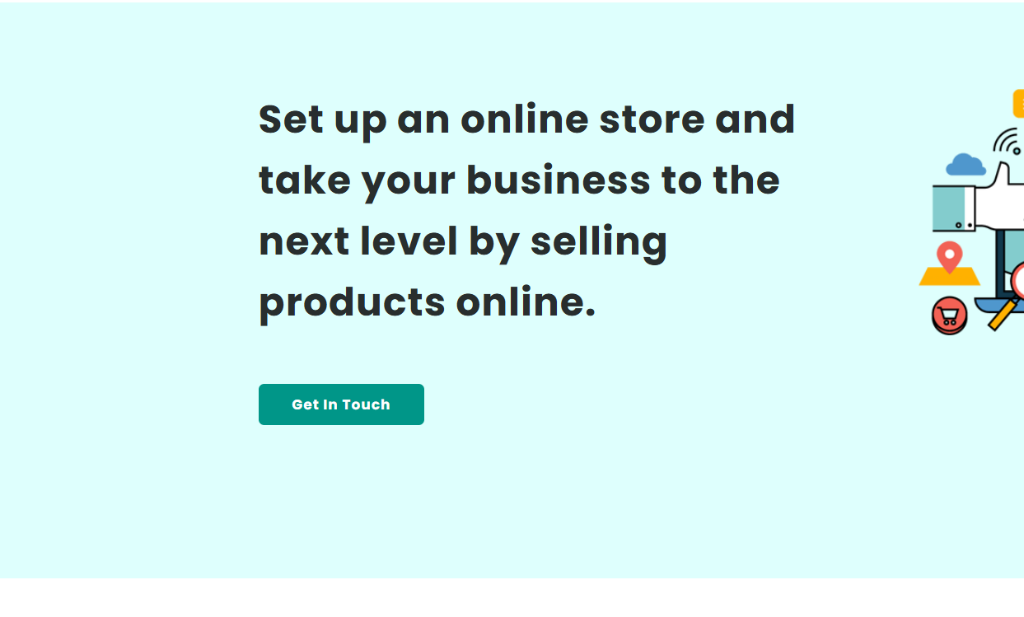 Set up an online store and
take your business to the
next level by selling
products online.
Get In Touch